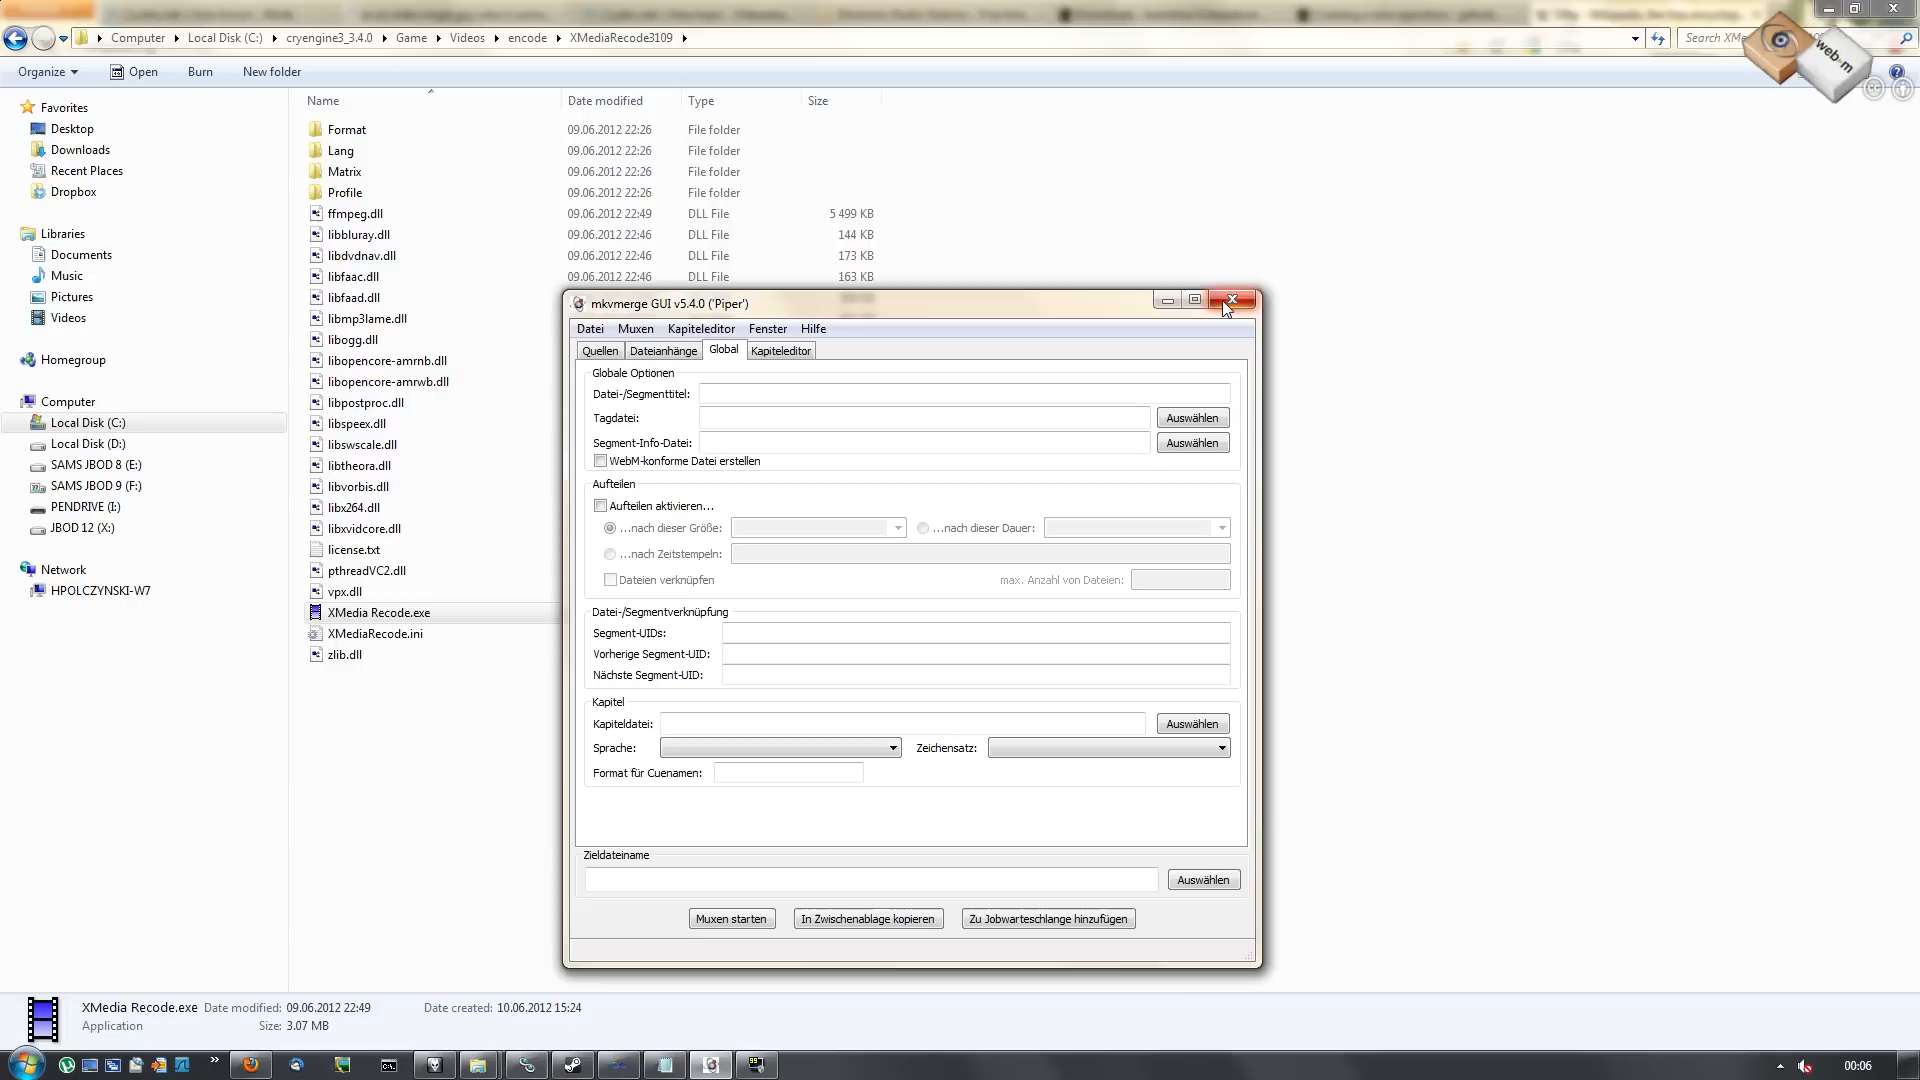 Computer Local Disk (C:) cryengine3_3.4.0 Game Videos encode XMediaRecode3109
Search XMe
web·m
Organize Open Burn New folder
Name Date modified Type Size
Favorites
Desktop
Downloads
Recent Places
Dropbox
Libraries
Documents
Music
Pictures
Videos
Homegroup
Computer
Local Disk (C:)
Local Disk (D:)
SAMS JBOD 8 (E:)
SAMS JBOD 9 (F:)
PENDRIVE (I:)
JBOD 12 (X:)
Network
HPOLCZYNSKI-W7
Format 09.06.2012 22:26 File folder
Lang 09.06.2012 22:26 File folder
Matrix 09.06.2012 22:26 File folder
Profile 09.06.2012 22:26 File folder
ffmpeg.dll 09.06.2012 22:49 DLL File 5 499 KB
libbluray.dll 09.06.2012 22:46 DLL File 144 KB
libdvdnav.dll 09.06.2012 22:46 DLL File 173 KB
libfaac.dll 09.06.2012 22:46 DLL File 163 KB
libfaad.dll
libmp3lame.dll
libogg.dll
libopencore-amrnb.dll
libopencore-amrwb.dll
libpostproc.dll
libspeex.dll
libswscale.dll
libtheora.dll
libvorbis.dll
libx264.dll
libxvidcore.dll
license.txt
pthreadVC2.dll
vpx.dll
XMedia Recode.exe
XMediaRecode.ini
zlib.dll
mkvmerge GUI v5.4.0 ('Piper')
Datei Muxen Kapiteleditor Fenster Hilfe
Quellen Dateianhänge Global Kapiteleditor
Globale Optionen
Datei-/Segmenttitel:
Tagdatei: Auswählen
Segment-Info-Datei: Auswählen
WebM-konforme Datei erstellen
Aufteilen
Aufteilen aktivieren...
...nach dieser Größe: ...nach dieser Dauer:
...nach Zeitstempeln:
Dateien verknüpfen max. Anzahl von Dateien:
Datei-/Segmentverknüpfung
Segment-UIDs:
Vorherige Segment-UID:
Nächste Segment-UID:
Kapitel
Kapiteldatei: Auswählen
Sprache: Zeichensatz:
Format für Cuenamen:
Zieldateiname
Auswählen
Muxen starten In Zwischenablage kopieren Zu Jobwarteschlange hinzufügen
XMedia Recode.exe Date modified: 09.06.2012 22:49 Date created: 10.06.2012 15:24
Application Size: 3.07 MB
00:06